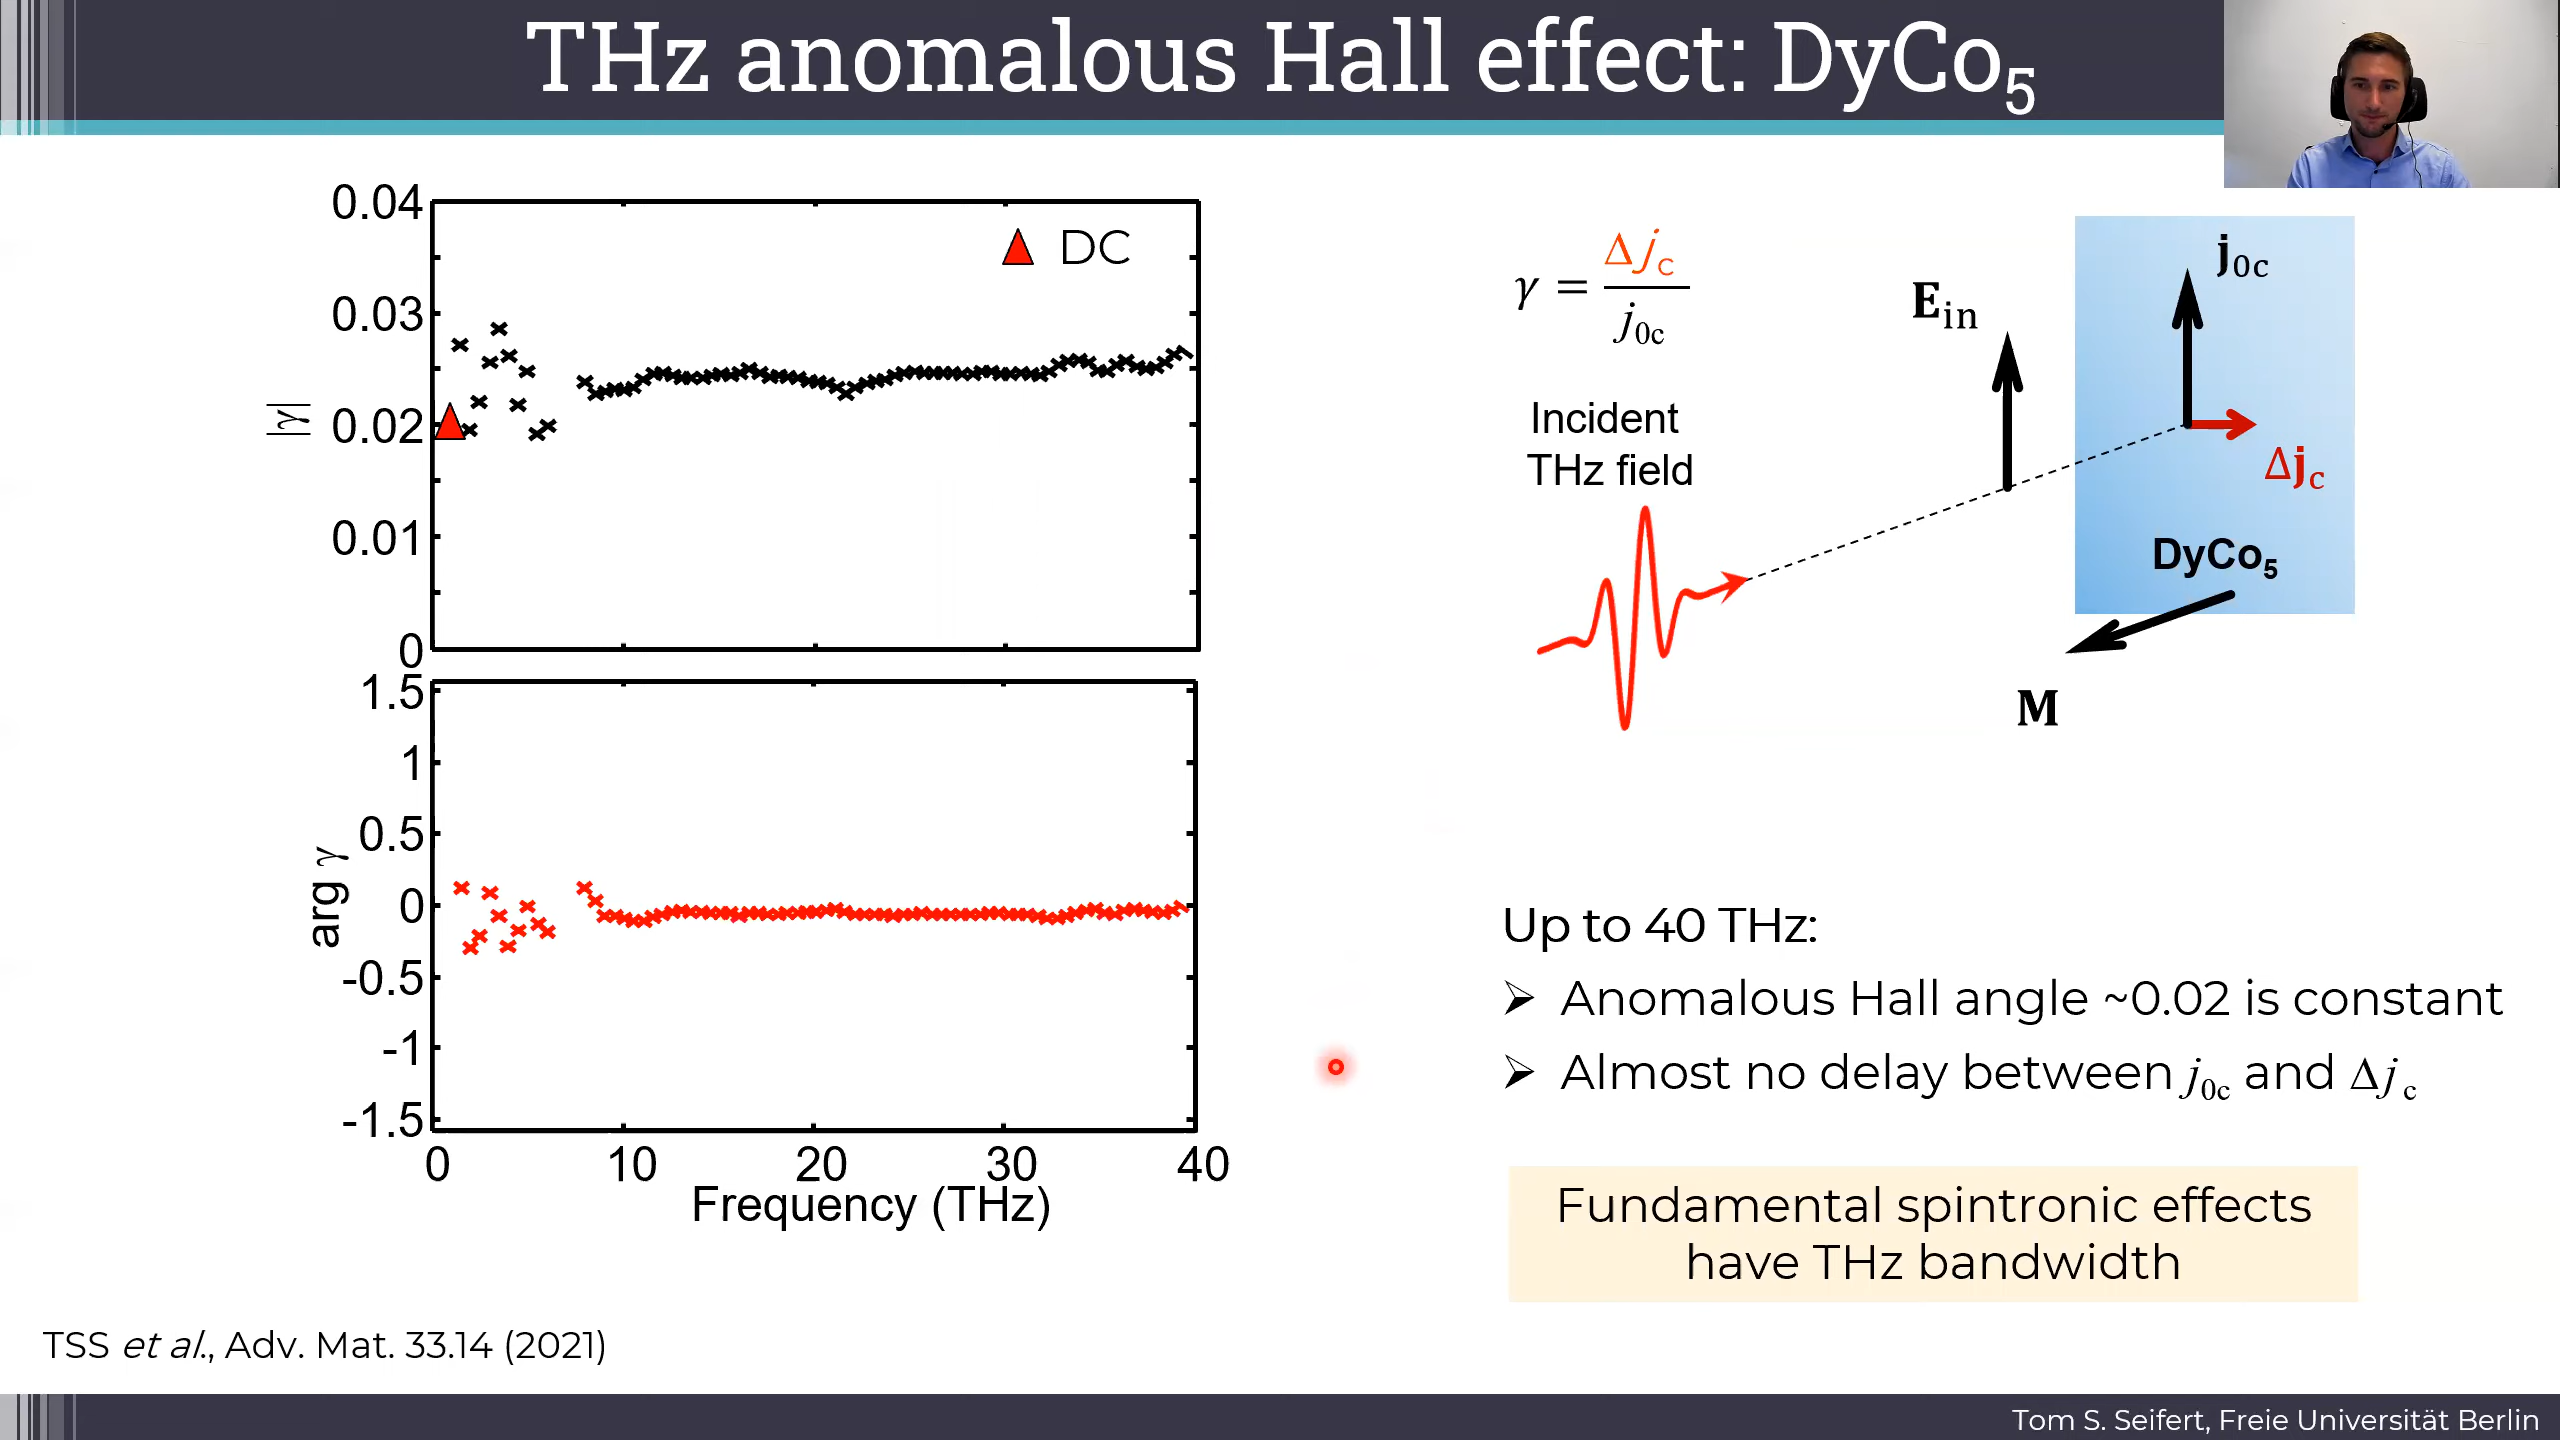 THz anomalous Hall effect: DyCo₅
0.04
0.03
0.02
0.01
0
|γ|
DC
1.5
1
0.5
0
-0.5
-1
-1.5
arg γ
0 10 20 30 40
Frequency (THz)
γ = Δj_c / j_0c
Incident
THz field
E_in
j_0c
Δj_c
DyCo₅
M
Up to 40 THz:
➢ Anomalous Hall angle ~0.02 is constant
➢ Almost no delay between j_0c and Δj_c
Fundamental spintronic effects
have THz bandwidth
TSS et al., Adv. Mat. 33.14 (2021)
Tom S. Seifert, Freie Universität Berlin